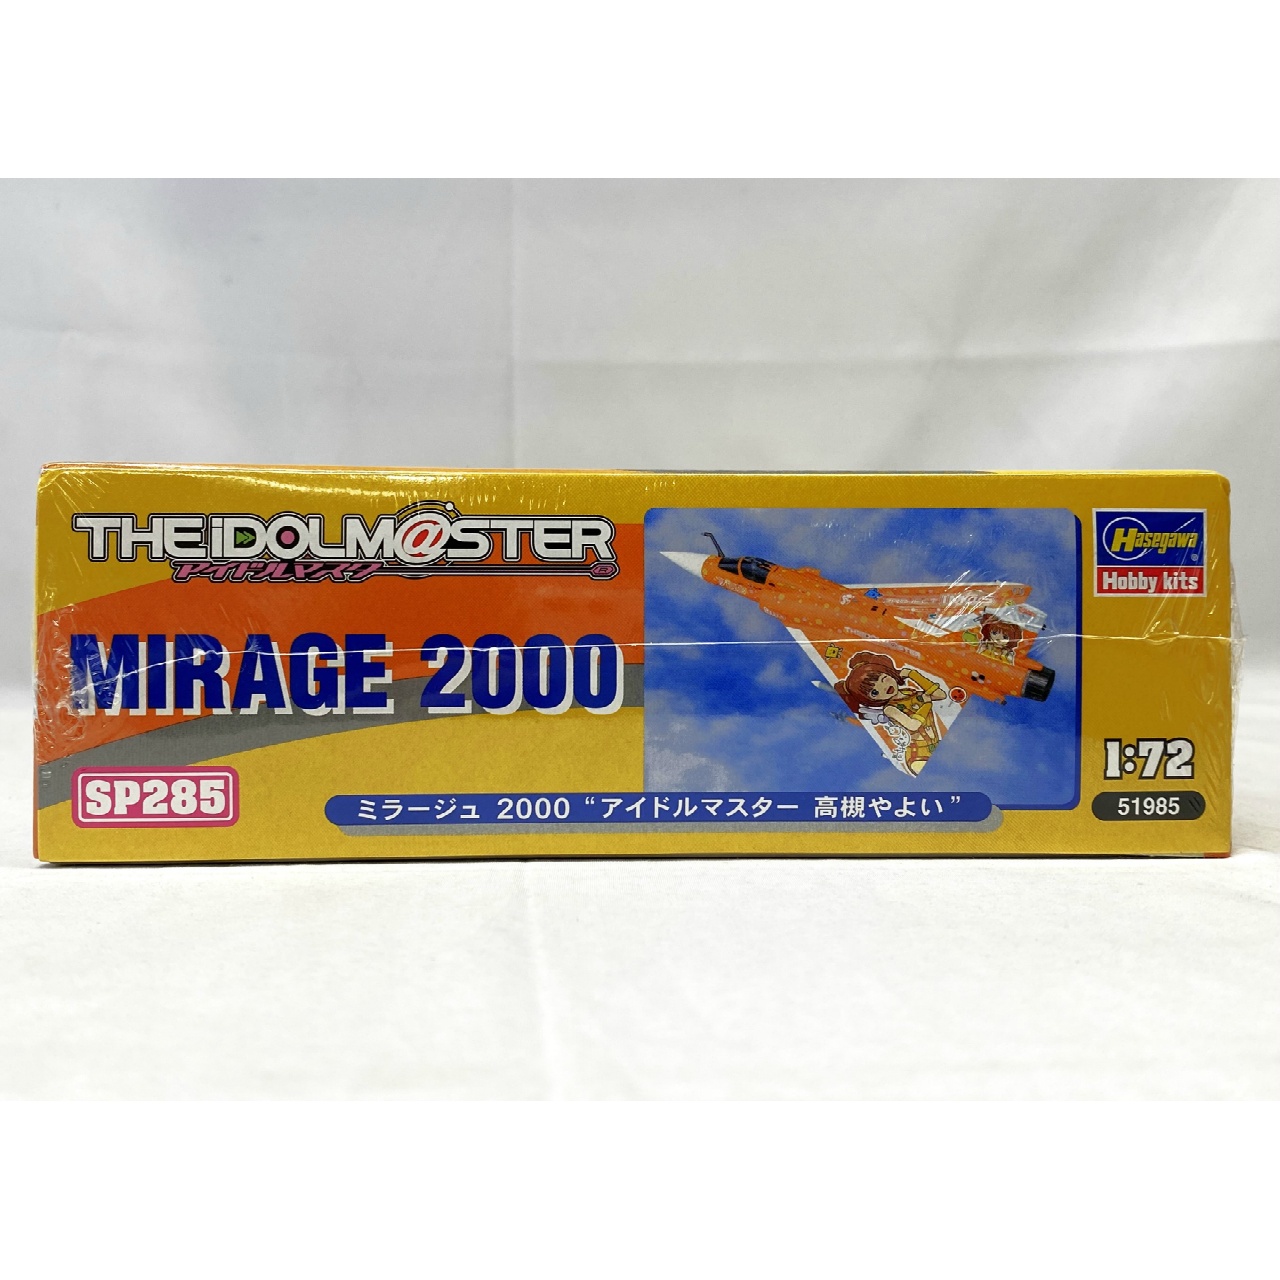 THE iDOLM@STER
アイドルマスター
MIRAGE 2000
SP285
ミラージュ 2000 “アイドルマスター 高槻やよい”
Hasegawa
Hobby kits
1:72
51985